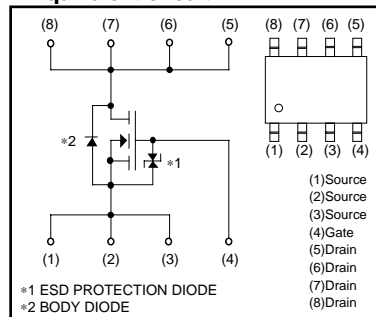 (8) (7) (6) (5)
(8) (7) (6) (5)
∗2
∗1
(1) (2) (3) (4)
(1) (2) (3) (4)
(1)Source
(2)Source
(3)Source
(4)Gate
(5)Drain
(6)Drain
(7)Drain
(8)Drain
∗1 ESD PROTECTION DIODE
∗2 BODY DIODE